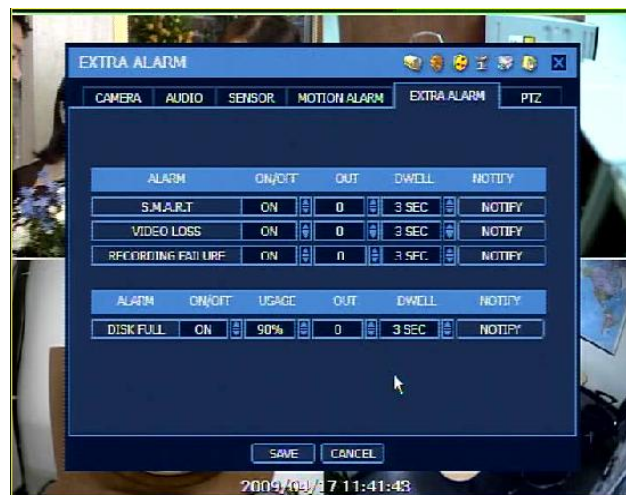 EXTRA ALARM
CAMERA AUDIO SENSOR MOTION ALARM EXTRA ALARM PTZ
ALARM ON/OFF OUT DWELL NOTIFY
S.M.A.R.T ON 0 3 SEC NOTIFY
VIDEO LOSS ON 0 3 SEC NOTIFY
RECORDING FAILURE ON 0 3 SEC NOTIFY
ALARM ON/OFF USAGE OUT DWELL NOTIFY
DISK FULL ON 90% 0 3 SEC NOTIFY
SAVE CANCEL
2009/04/17 11:41:43